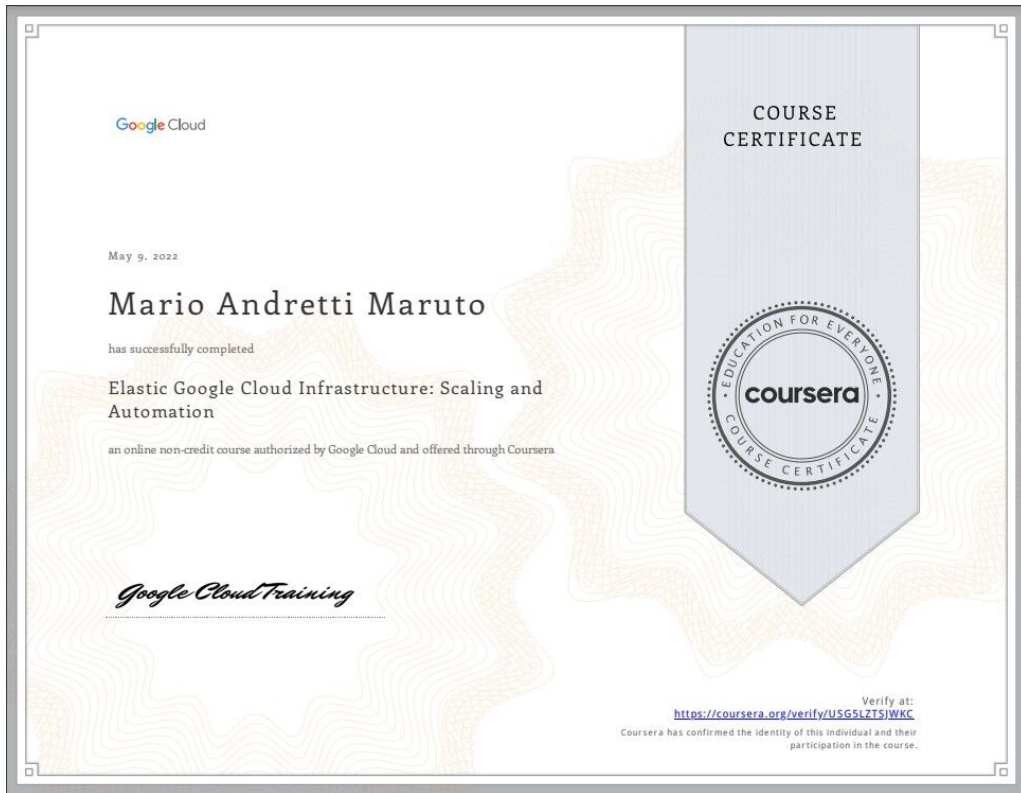 Google Cloud
COURSE
CERTIFICATE
May 9, 2022
Mario Andretti Maruto
has successfully completed
Elastic Google Cloud Infrastructure: Scaling and
Automation
an online non-credit course authorized by Google Cloud and offered through Coursera
EDUCATION FOR EVERYONE
coursera
COURSE CERTIFICATE
Google Cloud Training
Verify at:
https://coursera.org/verify/USG5LZTSJWKC
Coursera has confirmed the identity of this individual and their
participation in the course.